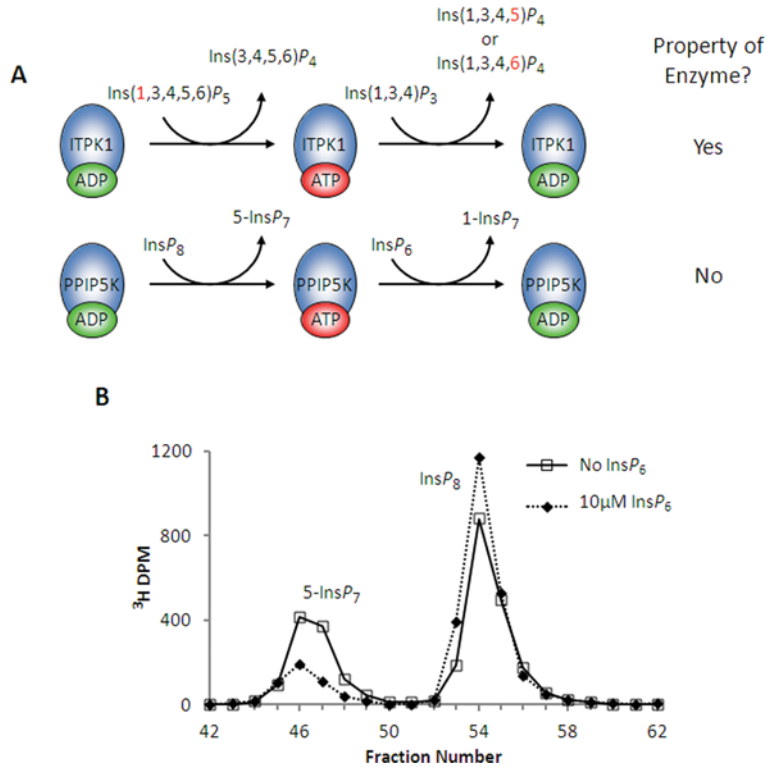 A
Ins(1,3,4,5,6)P5
Ins(3,4,5,6)P4
Ins(1,3,4)P3
Ins(1,3,4,5)P4
or
Ins(1,3,4,6)P4
Property of
Enzyme?
ITPK1
ADP
ITPK1
ATP
ITPK1
ADP
Yes
InsP8
5-InsP7
InsP6
1-InsP7
PPIP5K
ADP
PPIP5K
ATP
PPIP5K
ADP
No
B
1200
800
400
0
³H DPM
5-InsP7
InsP8
No InsP6
10µM InsP6
42 46 50 54 58 62
Fraction Number